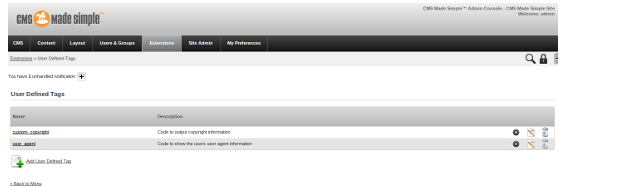 CMS made simple™
CMS Made Simple™ Admin Console - CMS Made Simple Site
Welcome: admin
CMS Content Layout Users & Groups Extensions Site Admin My Preferences
Extensions » User Defined Tags
You have 1 unhandled notification
User Defined Tags
Name Description
custom_copyright Code to output copyright information
user_agent Code to show the users user agent information
Add User Defined Tag
« Back to Menu